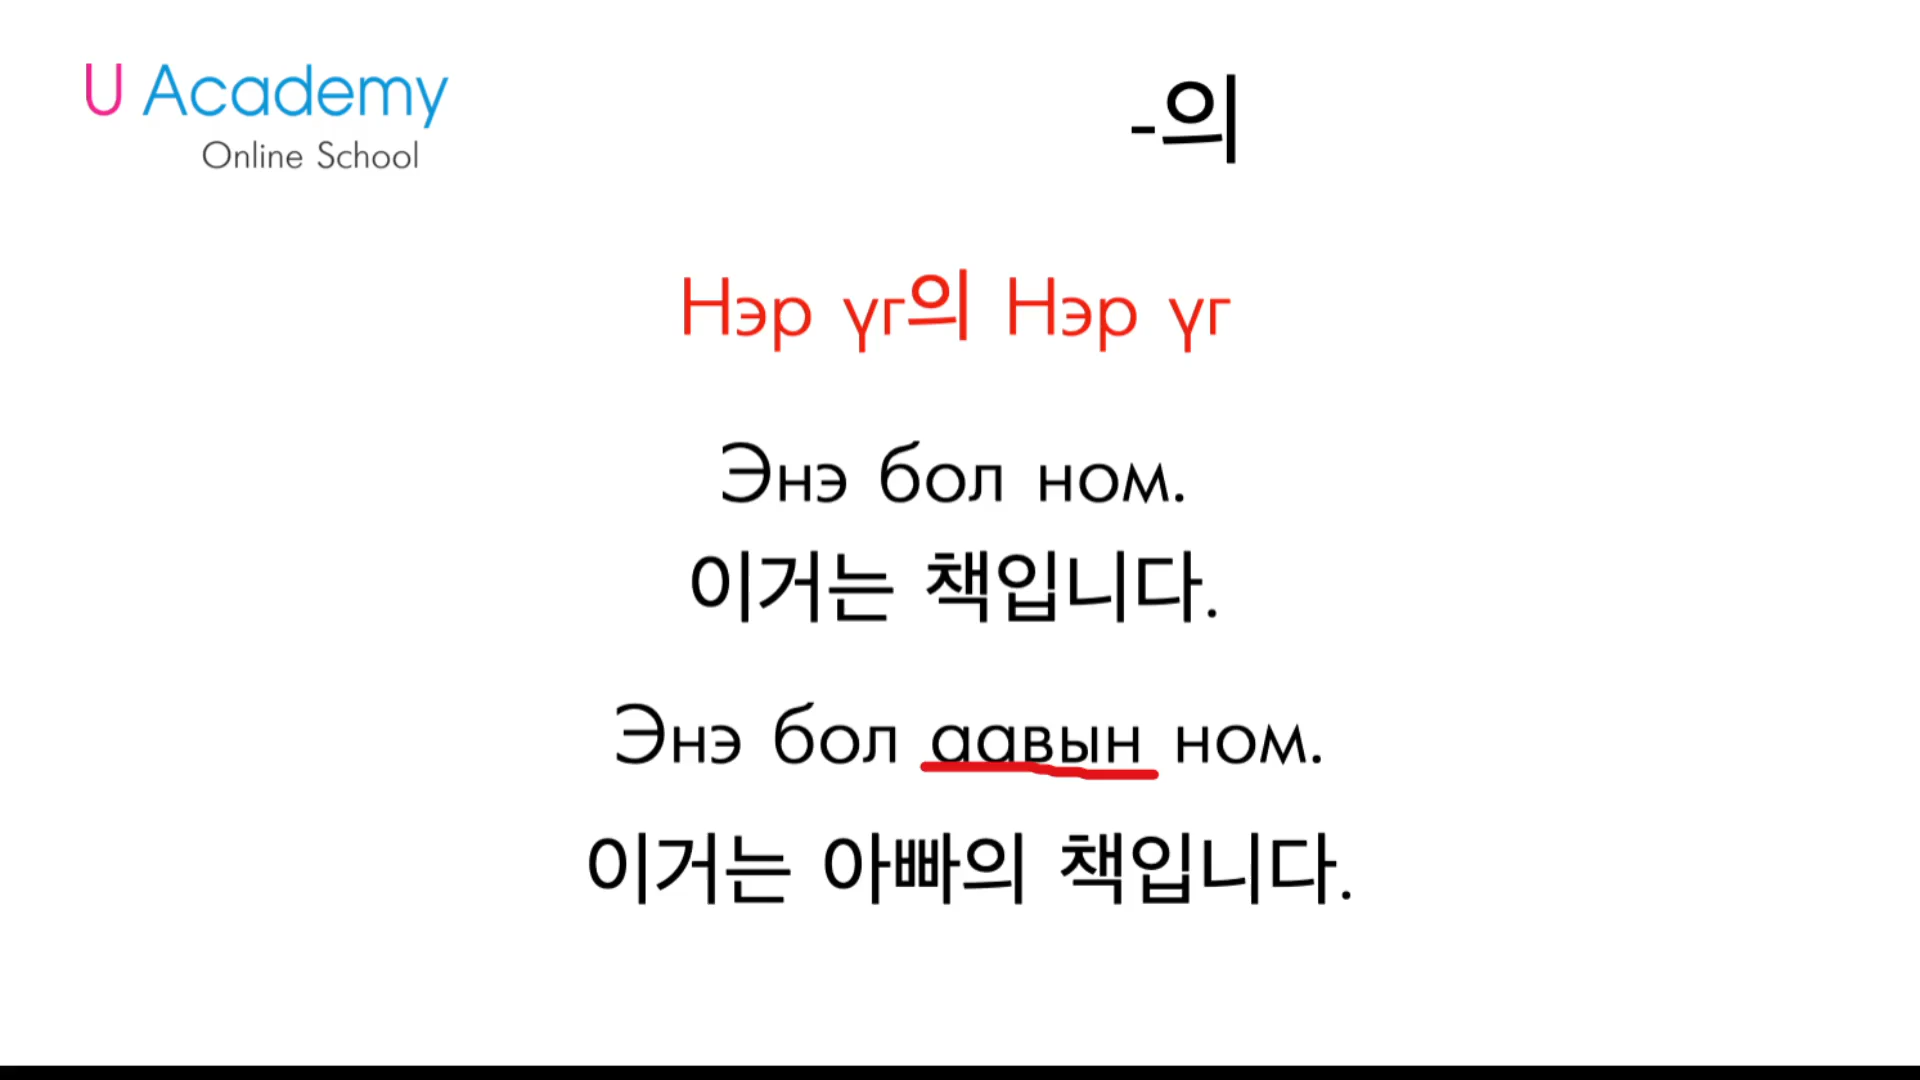 U Academy
Online School
-의
Нэр үг의 Нэр үг
Энэ бол ном.
이거는 책입니다.
Энэ бол аавын ном.
이거는 아빠의 책입니다.